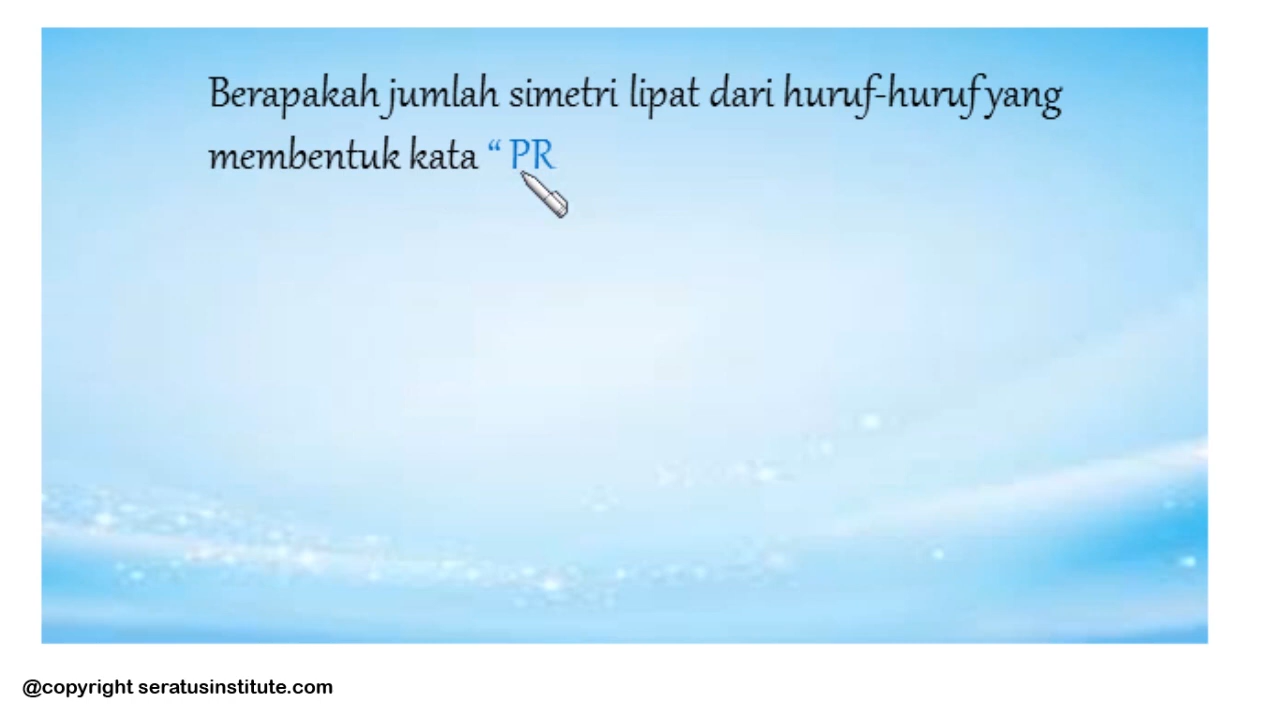 Berapakah jumlah simetri lipat dari huruf-huruf yang
membentuk kata “ PR
@copyright seratusinstitute.com